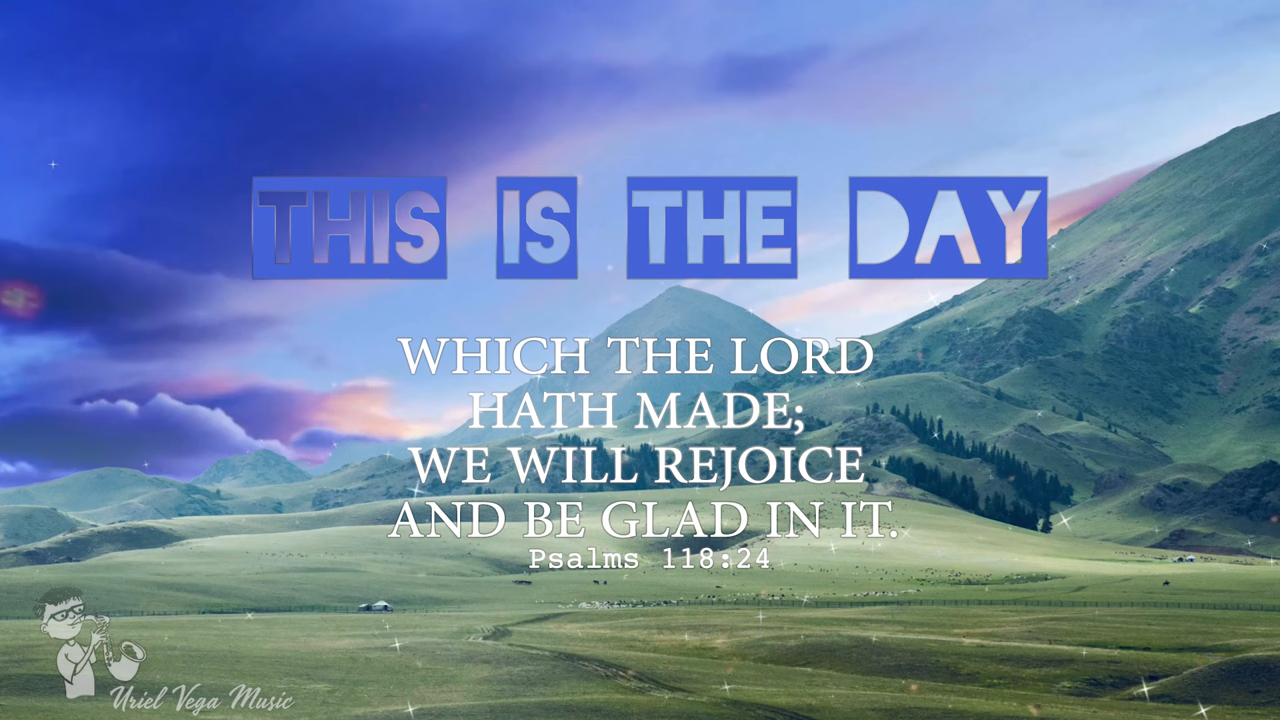 THIS IS THE DAY
WHICH THE LORD
HATH MADE;
WE WILL REJOICE
AND BE GLAD IN IT.
Psalms 118:24
Uriel Vega Music